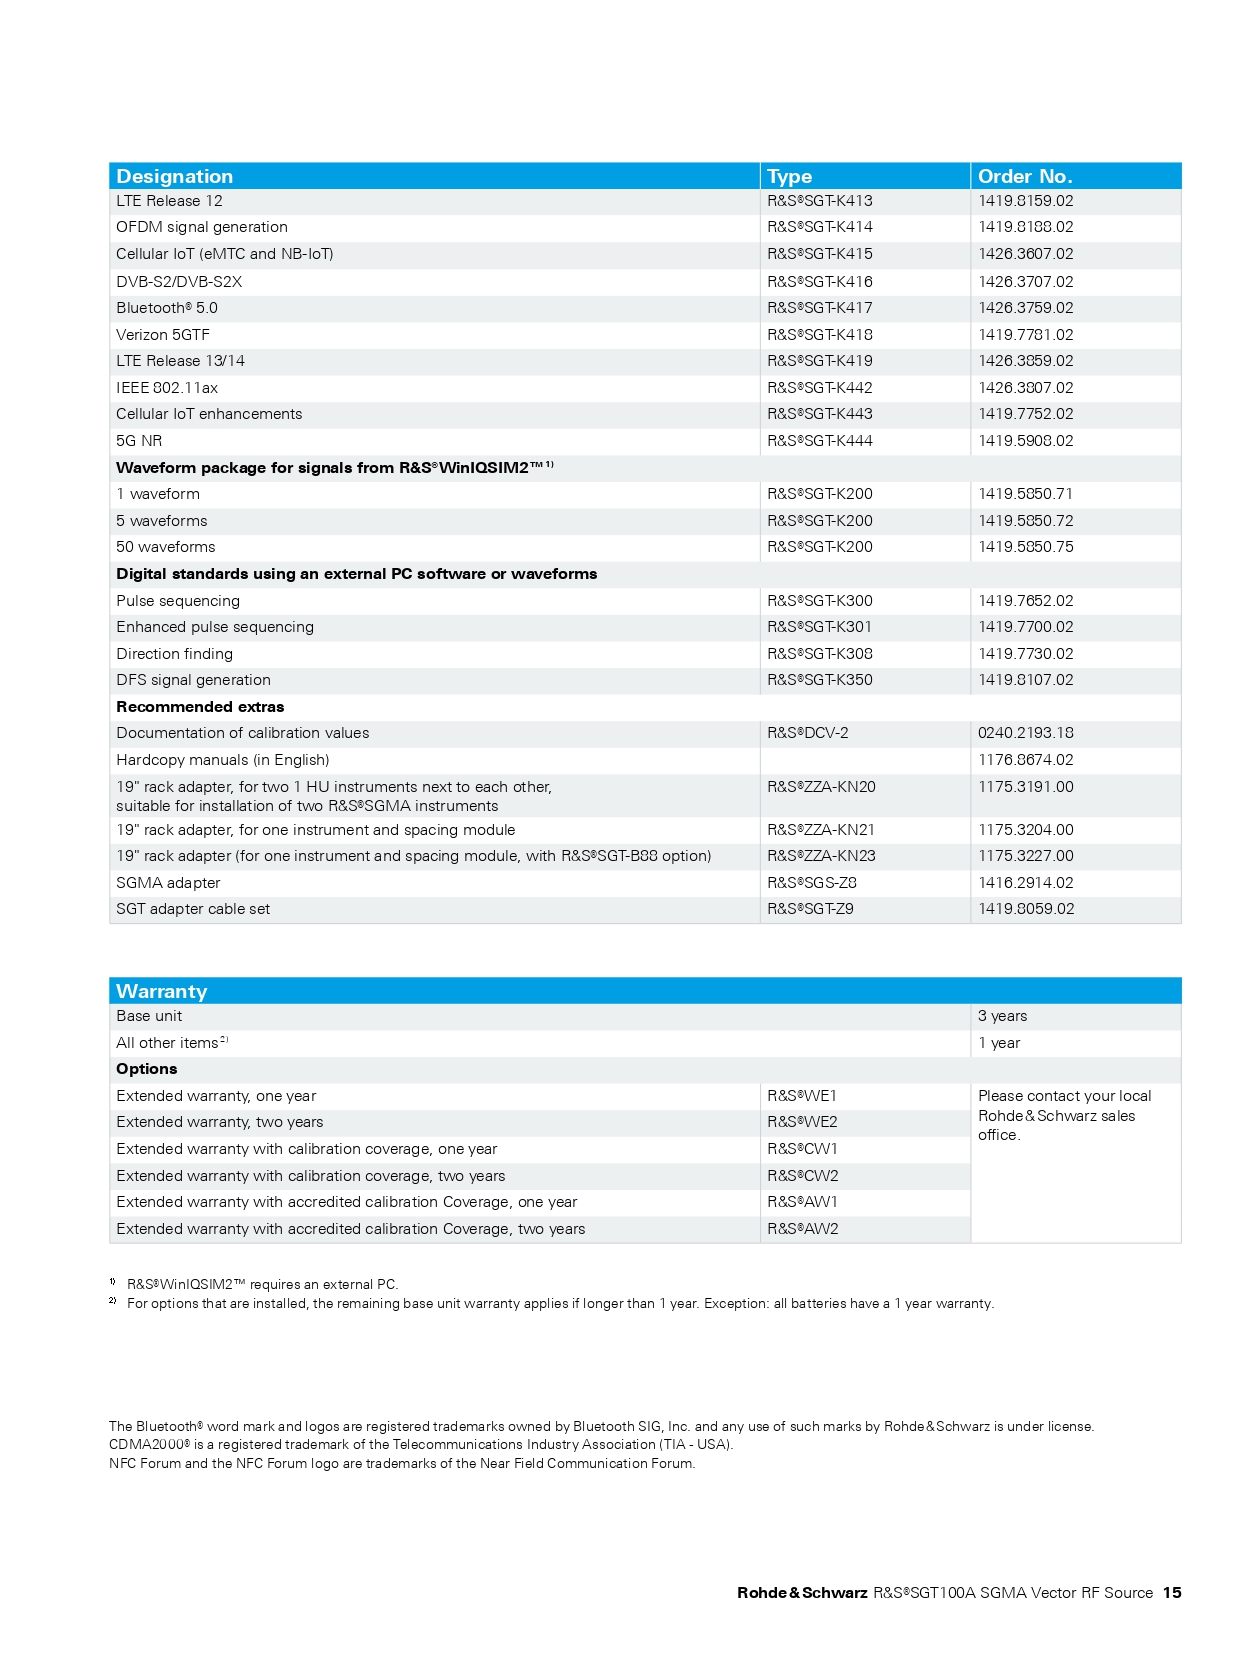 Designation Type Order No.
LTE Release 12 R&S®SGT-K413 1419.8159.02
OFDM signal generation R&S®SGT-K414 1419.8188.02
Cellular IoT (eMTC and NB-IoT) R&S®SGT-K415 1426.3607.02
DVB-S2/DVB-S2X R&S®SGT-K416 1426.3707.02
Bluetooth® 5.0 R&S®SGT-K417 1426.3759.02
Verizon 5GTF R&S®SGT-K418 1419.7781.02
LTE Release 13/14 R&S®SGT-K419 1426.3859.02
IEEE 802.11ax R&S®SGT-K442 1426.3807.02
Cellular IoT enhancements R&S®SGT-K443 1419.7752.02
5G NR R&S®SGT-K444 1419.5908.02
Waveform package for signals from R&S®WinIQSIM2™ 1)
1 waveform R&S®SGT-K200 1419.5850.71
5 waveforms R&S®SGT-K200 1419.5850.72
50 waveforms R&S®SGT-K200 1419.5850.75
Digital standards using an external PC software or waveforms
Pulse sequencing R&S®SGT-K300 1419.7652.02
Enhanced pulse sequencing R&S®SGT-K301 1419.7700.02
Direction finding R&S®SGT-K308 1419.7730.02
DFS signal generation R&S®SGT-K350 1419.8107.02
Recommended extras
Documentation of calibration values R&S®DCV-2 0240.2193.18
Hardcopy manuals (in English) 1176.8674.02
19" rack adapter, for two 1 HU instruments next to each other, R&S®ZZA-KN20 1175.3191.00
suitable for installation of two R&S®SGMA instruments
19" rack adapter, for one instrument and spacing module R&S®ZZA-KN21 1175.3204.00
19" rack adapter (for one instrument and spacing module, with R&S®SGT-B88 option) R&S®ZZA-KN23 1175.3227.00
SGMA adapter R&S®SGS-Z8 1416.2914.02
SGT adapter cable set R&S®SGT-Z9 1419.8059.02
Warranty
Base unit 3 years
All other items 2) 1 year
Options
Extended warranty, one year R&S®WE1 Please contact your local
Extended warranty, two years R&S®WE2 Rohde & Schwarz sales
office.
Extended warranty with calibration coverage, one year R&S®CW1
Extended warranty with calibration coverage, two years R&S®CW2
Extended warranty with accredited calibration Coverage, one year R&S®AW1
Extended warranty with accredited calibration Coverage, two years R&S®AW2
1) R&S®WinIQSIM2™ requires an external PC.
2) For options that are installed, the remaining base unit warranty applies if longer than 1 year. Exception: all batteries have a 1 year warranty.
The Bluetooth® word mark and logos are registered trademarks owned by Bluetooth SIG, Inc. and any use of such marks by Rohde & Schwarz is under license.
CDMA2000® is a registered trademark of the Telecommunications Industry Association (TIA - USA).
NFC Forum and the NFC Forum logo are trademarks of the Near Field Communication Forum.
Rohde & Schwarz R&S®SGT100A SGMA Vector RF Source 15